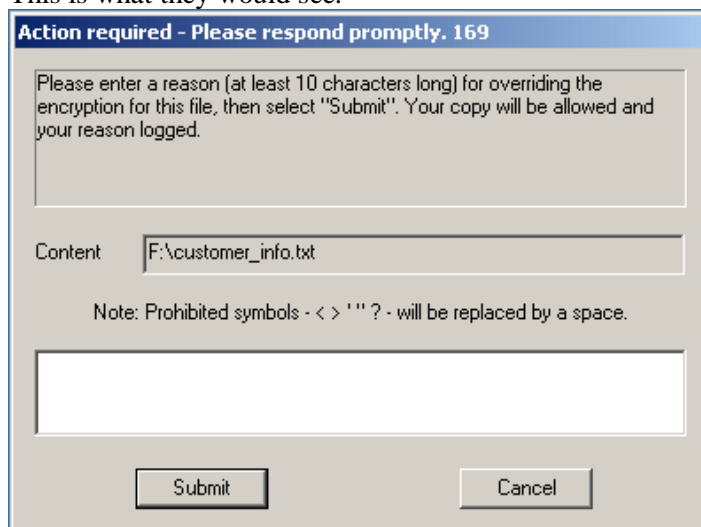 This is what they would see:
Action required - Please respond promptly. 169
Please enter a reason (at least 10 characters long) for overriding the
encryption for this file, then select "Submit". Your copy will be allowed and
your reason logged.
Content F:\customer_info.txt
Note: Prohibited symbols - < > ' " ? - will be replaced by a space.
Submit Cancel